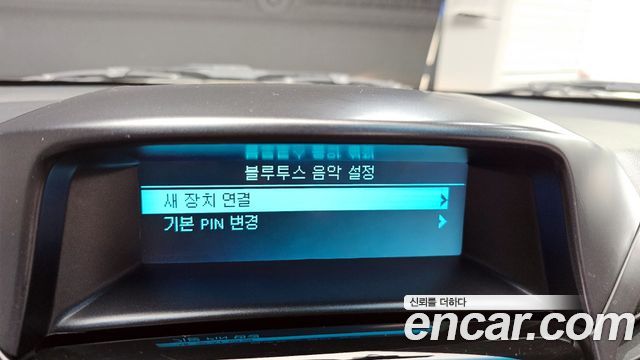 블루투스 음악 설정
새 장치 연결
기본 PIN 변경
신뢰를 더하다
encar.com